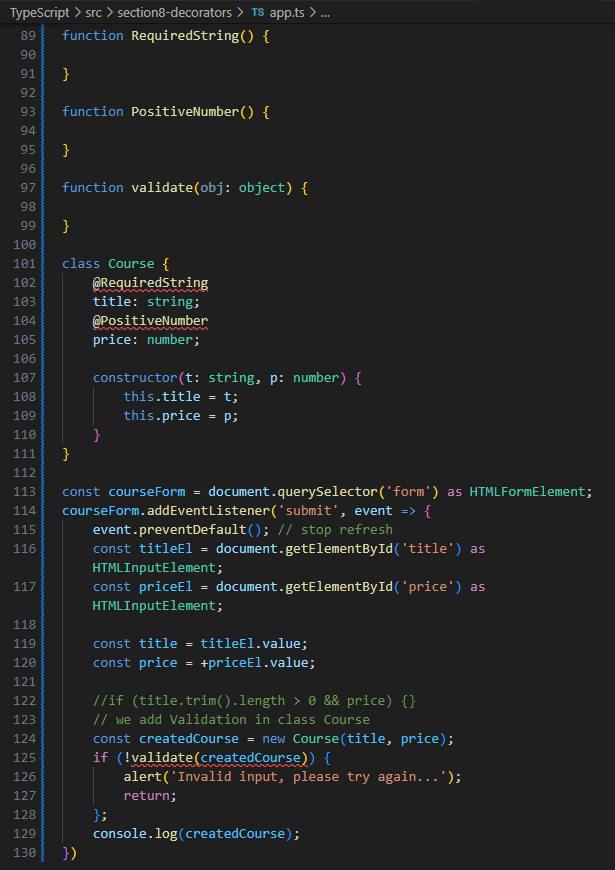 TypeScript > src > section8-decorators > TS app.ts > ...
89 function RequiredString() {
90
91 }
92
93 function PositiveNumber() {
94
95 }
96
97 function validate(obj: object) {
98
99 }
100
101 class Course {
102     @RequiredString
103     title: string;
104     @PositiveNumber
105     price: number;
106
107     constructor(t: string, p: number) {
108         this.title = t;
109         this.price = p;
110     }
111 }
112
113 const courseForm = document.querySelector('form') as HTMLFormElement;
114 courseForm.addEventListener('submit', event => {
115     event.preventDefault(); // stop refresh
116     const titleEl = document.getElementById('title') as
    HTMLInputElement;
117     const priceEl = document.getElementById('price') as
    HTMLInputElement;
118
119     const title = titleEl.value;
120     const price = +priceEl.value;
121
122     //if (title.trim().length > 0 && price) {}
123     // we add Validation in class Course
124     const createdCourse = new Course(title, price);
125     if (!validate(createdCourse)) {
126         alert('Invalid input, please try again...');
127         return;
128     };
129     console.log(createdCourse);
130 })